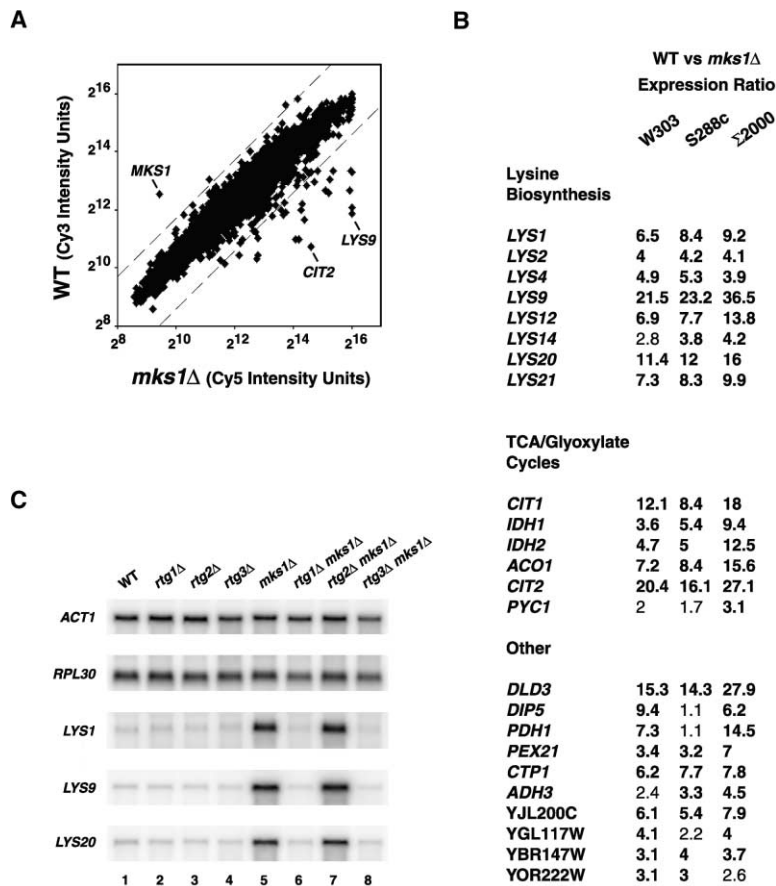 A
WT (Cy3 Intensity Units)
2^16
2^14
2^12
2^10
2^8
MKS1
LYS9
CIT2
2^8 2^10 2^12 2^14 2^16
mks1Δ (Cy5 Intensity Units)
B
WT vs mks1Δ
Expression Ratio
W303 S288c Σ2000
Lysine
Biosynthesis
LYS1 6.5 8.4 9.2
LYS2 4 4.2 4.1
LYS4 4.9 5.3 3.9
LYS9 21.5 23.2 36.5
LYS12 6.9 7.7 13.8
LYS14 2.8 3.8 4.2
LYS20 11.4 12 16
LYS21 7.3 8.3 9.9
TCA/Glyoxylate
Cycles
CIT1 12.1 8.4 18
IDH1 3.6 5.4 9.4
IDH2 4.7 5 12.5
ACO1 7.2 8.4 15.6
CIT2 20.4 16.1 27.1
PYC1 2 1.7 3.1
Other
DLD3 15.3 14.3 27.9
DIP5 9.4 1.1 6.2
PDH1 7.3 1.1 14.5
PEX21 3.4 3.2 7
CTP1 6.2 7.7 7.8
ADH3 2.4 3.3 4.5
YJL200C 6.1 5.4 7.9
YGL117W 4.1 2.2 4
YBR147W 3.1 4 3.7
YOR222W 3.1 3 2.6
C
WT rtg1Δ rtg2Δ rtg3Δ mks1Δ rtg1Δ mks1Δ rtg2Δ mks1Δ rtg3Δ mks1Δ
ACT1
RPL30
LYS1
LYS9
LYS20
1 2 3 4 5 6 7 8